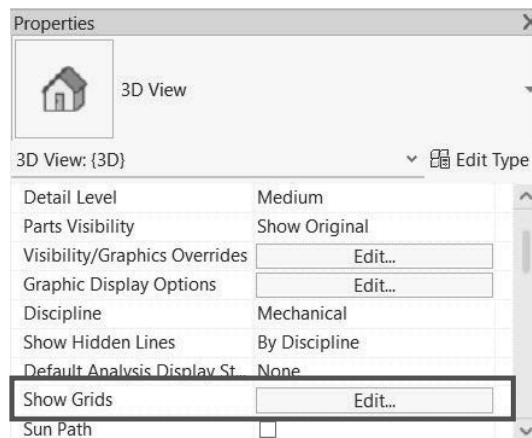 Properties
3D View
3D View: {3D} Edit Type
Detail Level Medium
Parts Visibility Show Original
Visibility/Graphics Overrides Edit...
Graphic Display Options Edit...
Discipline Mechanical
Show Hidden Lines By Discipline
Default Analysis Display St... None
Show Grids Edit...
Sun Path